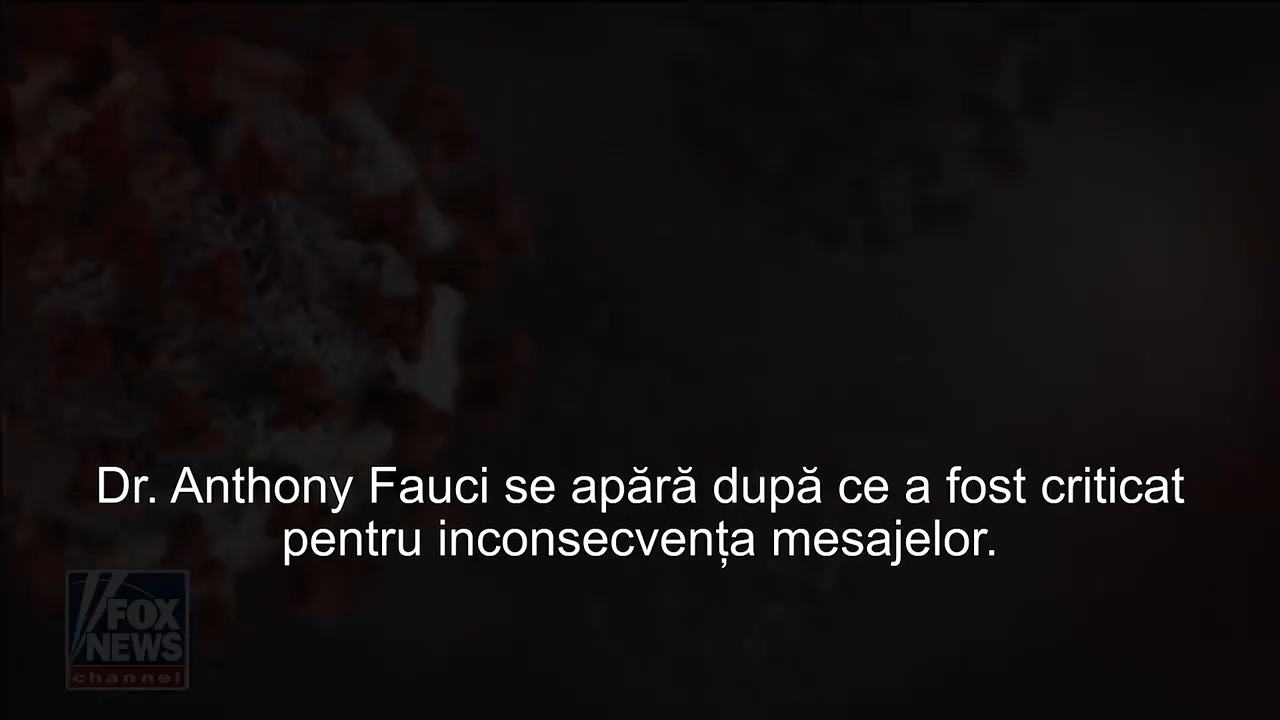 Dr. Anthony Fauci se apără după ce a fost criticat
pentru inconsecvența mesajelor.
FOX
NEWS
channel